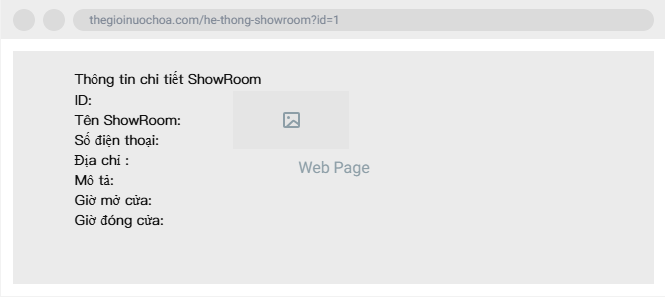 thegioinuochoa.com/he-thong-showroom?id=1
Thông tin chi tiết ShowRoom
ID:
Tên ShowRoom:
Số điện thoại:
Địa chỉ :
Mô tả:
Giờ mở cửa:
Giờ đóng cửa:
Web Page